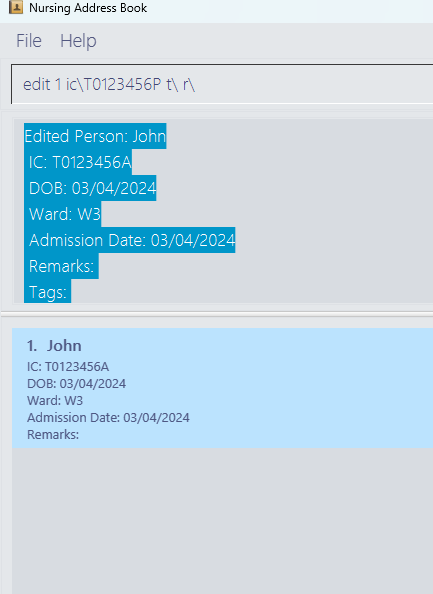 Nursing Address Book
File Help
edit 1 ic\T0123456P t\ r\
Edited Person: John
IC: T0123456A
DOB: 03/04/2024
Ward: W3
Admission Date: 03/04/2024
Remarks:
Tags:
1. John
IC: T0123456A
DOB: 03/04/2024
Ward: W3
Admission Date: 03/04/2024
Remarks: